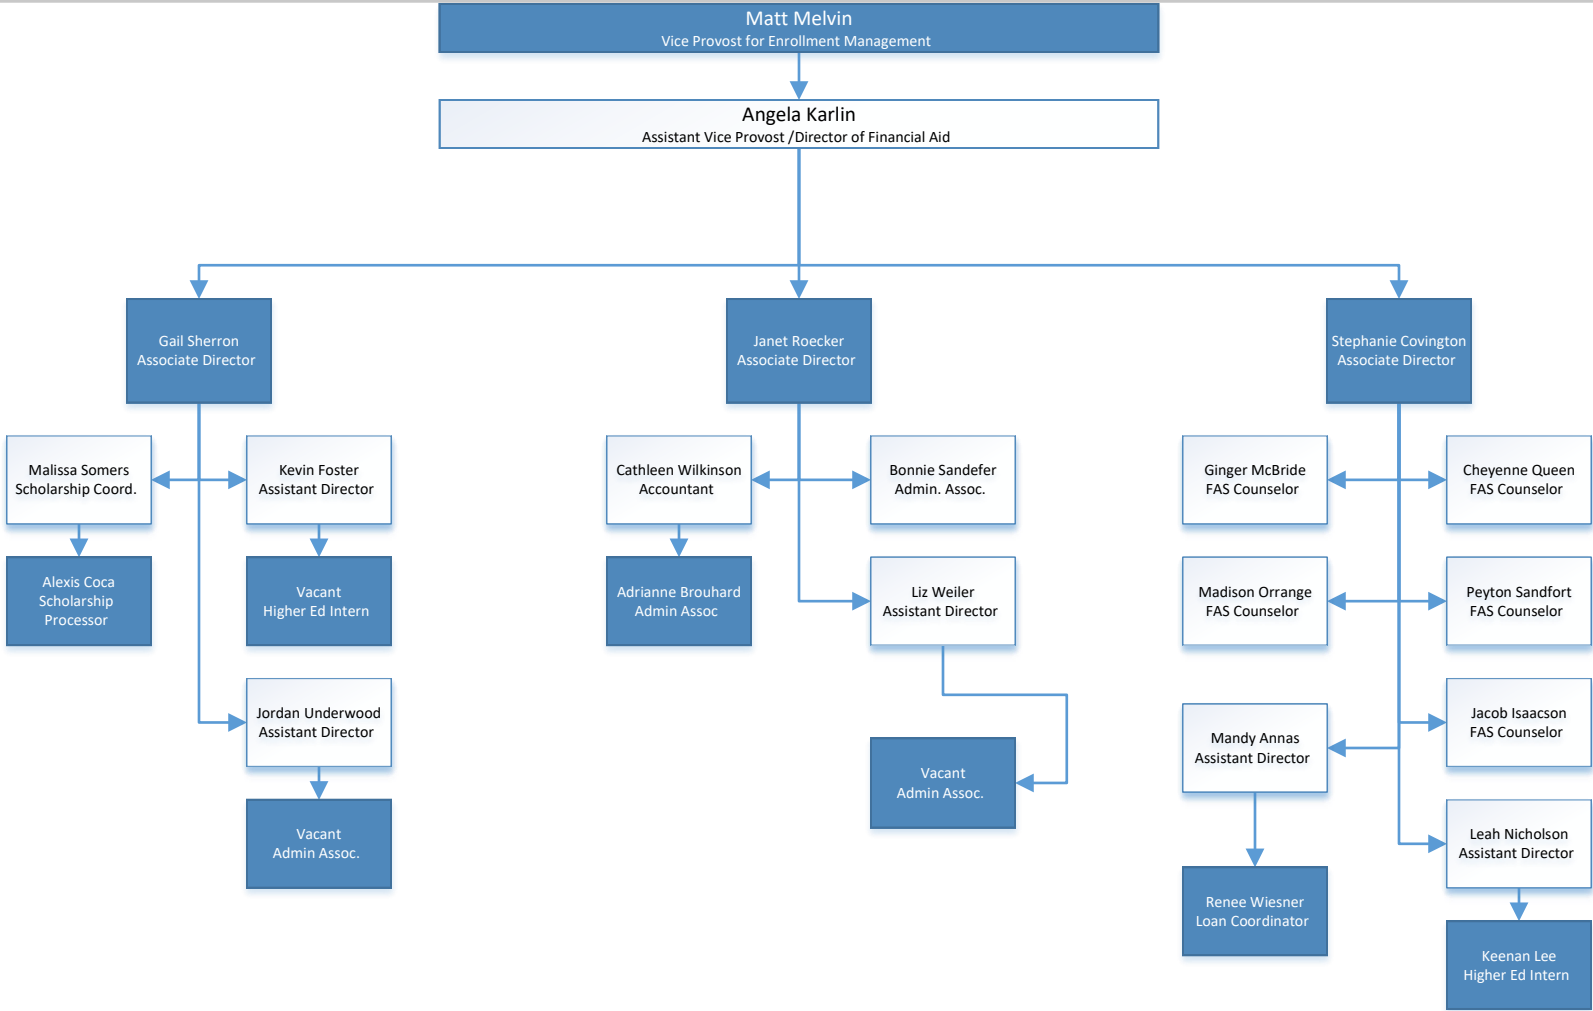 Matt Melvin
Vice Provost for Enrollment Management
Angela Karlin
Assistant Vice Provost /Director of Financial Aid
Gail Sherron
Associate Director
Janet Roecker
Associate Director
Stephanie Covington
Associate Director
Malissa Somers
Scholarship Coord.
Kevin Foster
Assistant Director
Cathleen Wilkinson
Accountant
Bonnie Sandefer
Admin. Assoc.
Ginger McBride
FAS Counselor
Cheyenne Queen
FAS Counselor
Alexis Coca
Scholarship
Processor
Vacant
Higher Ed Intern
Adrianne Brouhard
Admin Assoc
Liz Weiler
Assistant Director
Madison Orrange
FAS Counselor
Peyton Sandfort
FAS Counselor
Jordan Underwood
Assistant Director
Mandy Annas
Assistant Director
Jacob Isaacson
FAS Counselor
Vacant
Admin Assoc.
Vacant
Admin Assoc.
Leah Nicholson
Assistant Director
Renee Wiesner
Loan Coordinator
Keenan Lee
Higher Ed Intern